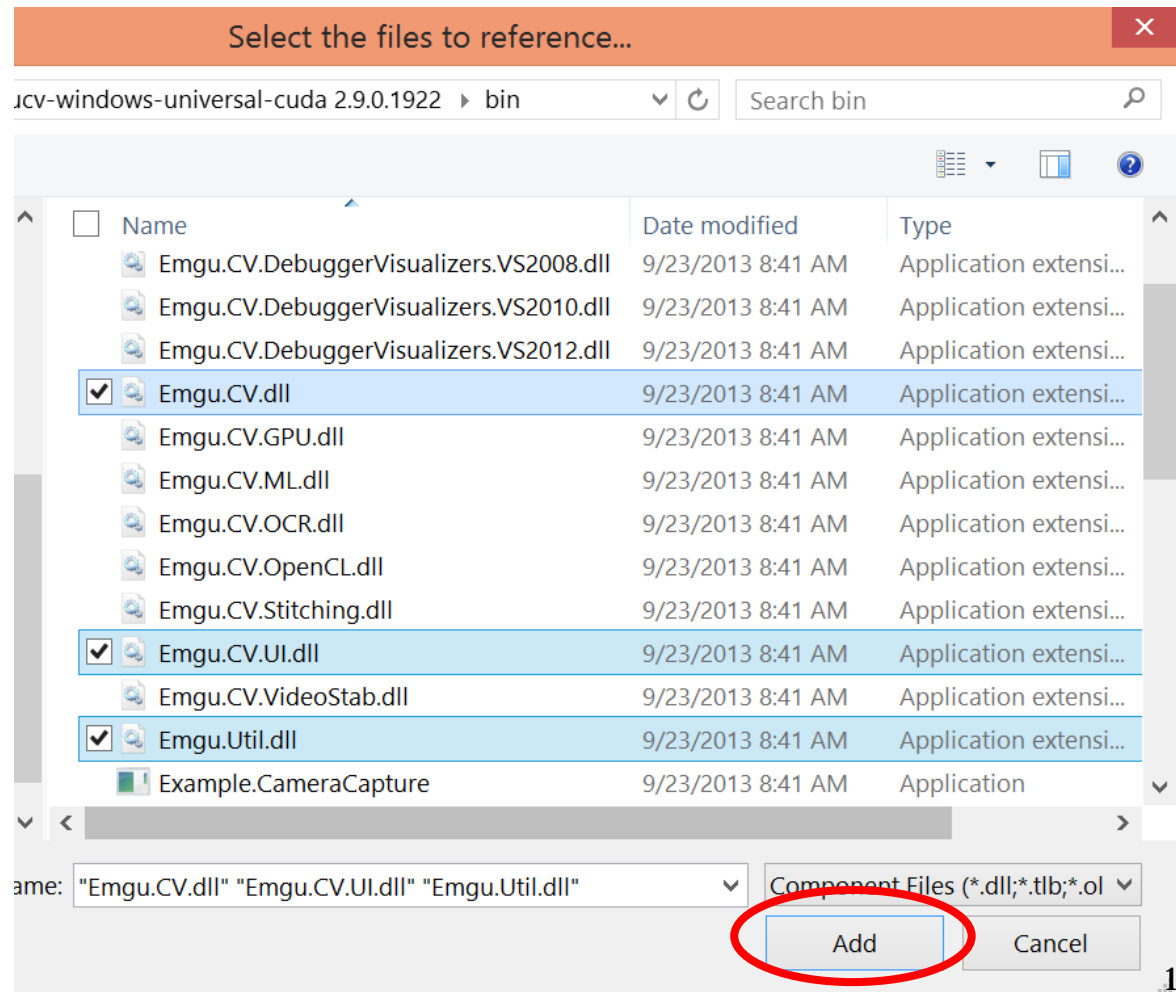 Select the files to reference...
ucv-windows-universal-cuda 2.9.0.1922 bin Search bin
Name Date modified Type
Emgu.CV.DebuggerVisualizers.VS2008.dll 9/23/2013 8:41 AM Application extensi...
Emgu.CV.DebuggerVisualizers.VS2010.dll 9/23/2013 8:41 AM Application extensi...
Emgu.CV.DebuggerVisualizers.VS2012.dll 9/23/2013 8:41 AM Application extensi...
Emgu.CV.dll 9/23/2013 8:41 AM Application extensi...
Emgu.CV.GPU.dll 9/23/2013 8:41 AM Application extensi...
Emgu.CV.ML.dll 9/23/2013 8:41 AM Application extensi...
Emgu.CV.OCR.dll 9/23/2013 8:41 AM Application extensi...
Emgu.CV.OpenCL.dll 9/23/2013 8:41 AM Application extensi...
Emgu.CV.Stitching.dll 9/23/2013 8:41 AM Application extensi...
Emgu.CV.UI.dll 9/23/2013 8:41 AM Application extensi...
Emgu.CV.VideoStab.dll 9/23/2013 8:41 AM Application extensi...
Emgu.Util.dll 9/23/2013 8:41 AM Application extensi...
Example.CameraCapture 9/23/2013 8:41 AM Application
ame: "Emgu.CV.dll" "Emgu.CV.UI.dll" "Emgu.Util.dll" Component Files (*.dll;*.tlb;*.ol
Add Cancel
1